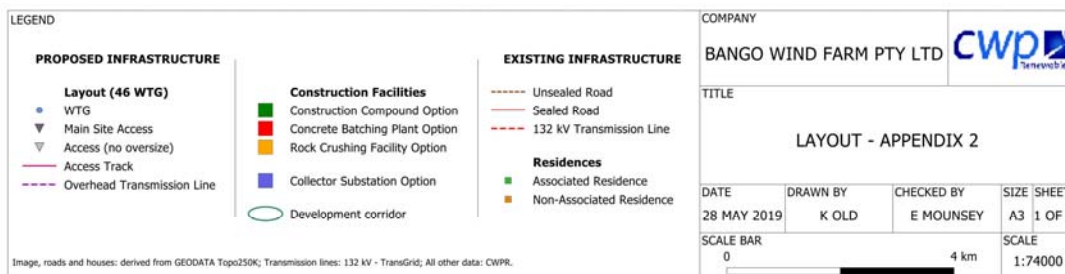 LEGEND
PROPOSED INFRASTRUCTURE
Layout (46 WTG)
WTG
Main Site Access
Access (no oversize)
Access Track
Overhead Transmission Line
Construction Facilities
Construction Compound Option
Concrete Batching Plant Option
Rock Crushing Facility Option
Collector Substation Option
Development corridor
EXISTING INFRASTRUCTURE
Unsealed Road
Sealed Road
132 kV Transmission Line
Residences
Associated Residence
Non-Associated Residence
Image, roads and houses: derived from GEODATA Topo250K; Transmission lines: 132 kV - TransGrid; All other data: CWPR.
COMPANY
BANGO WIND FARM PTY LTD
CWP
Renewable
TITLE
LAYOUT - APPENDIX 2
DATE
28 MAY 2019
DRAWN BY
K OLD
CHECKED BY
E MOUNSEY
SIZE
A3
SHEET
1 OF
SCALE BAR
0 4 km
SCALE
1:74000